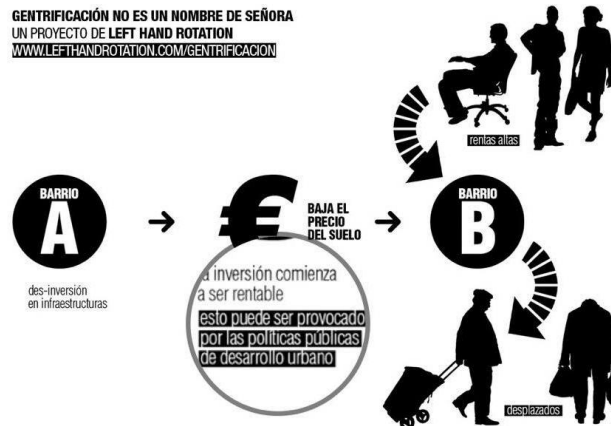 GENTRIFICACIÓN NO ES UN NOMBRE DE SEÑORA
UN PROYECTO DE LEFT HAND ROTATION
WWW.LEFTHANDROTATION.COM/GENTRIFICACION
rentas altas
BARRIO
A
des-inversión
en infraestructuras
€
BAJA EL
PRECIO
DEL SUELO
BARRIO
B
a inversión comienza
a ser rentable
esto puede ser provocado
por las políticas públicas
de desarrollo urbano
desplazados